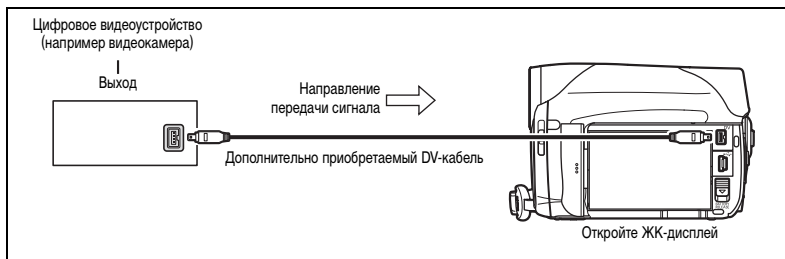 Цифровое видеоустройство
(например видеокамера)
Выход
Направление
передачи сигнала
Дополнительно приобретаемый DV-кабель
Откройте ЖК-дисплей